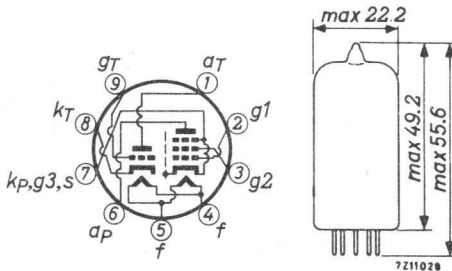 max 22.2
gT
aT
9
1
kT
8
2
g1
kP,g3,s
7
3
g2
6
5
4
aP
f
f
max 49.2
max 55.6
7Z11028